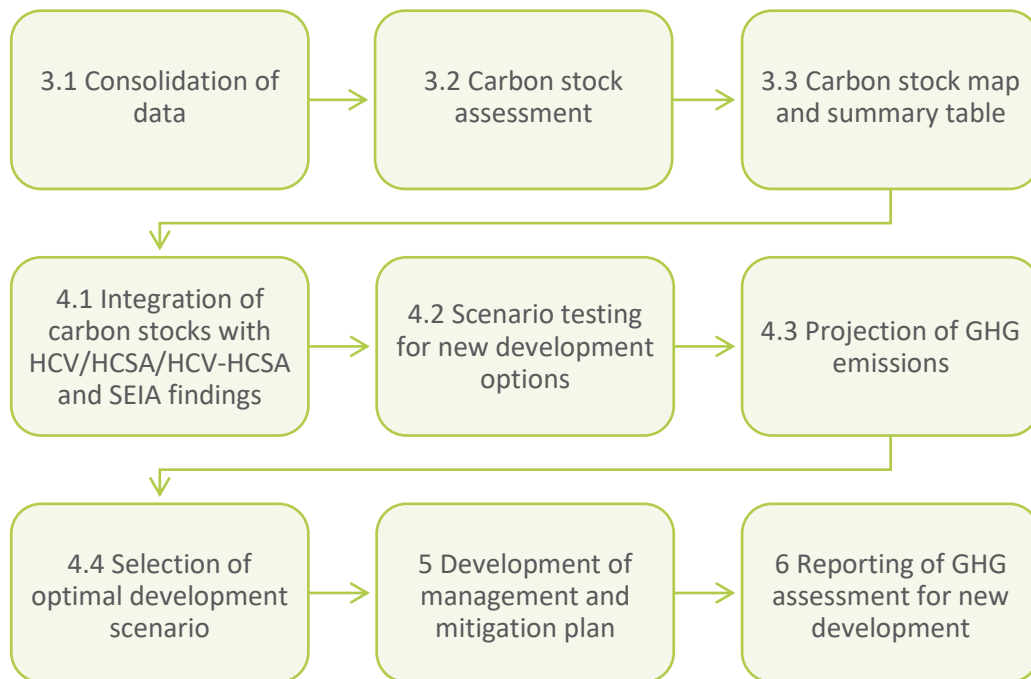 3.1 Consolidation of
data
3.2 Carbon stock
assessment
3.3 Carbon stock map
and summary table
4.1 Integration of
carbon stocks with
HCV/HCSA/HCV-HCSA
and SEIA findings
4.2 Scenario testing
for new development
options
4.3 Projection of GHG
emissions
4.4 Selection of
optimal development
scenario
5 Development of
management and
mitigation plan
6 Reporting of GHG
assessment for new
development